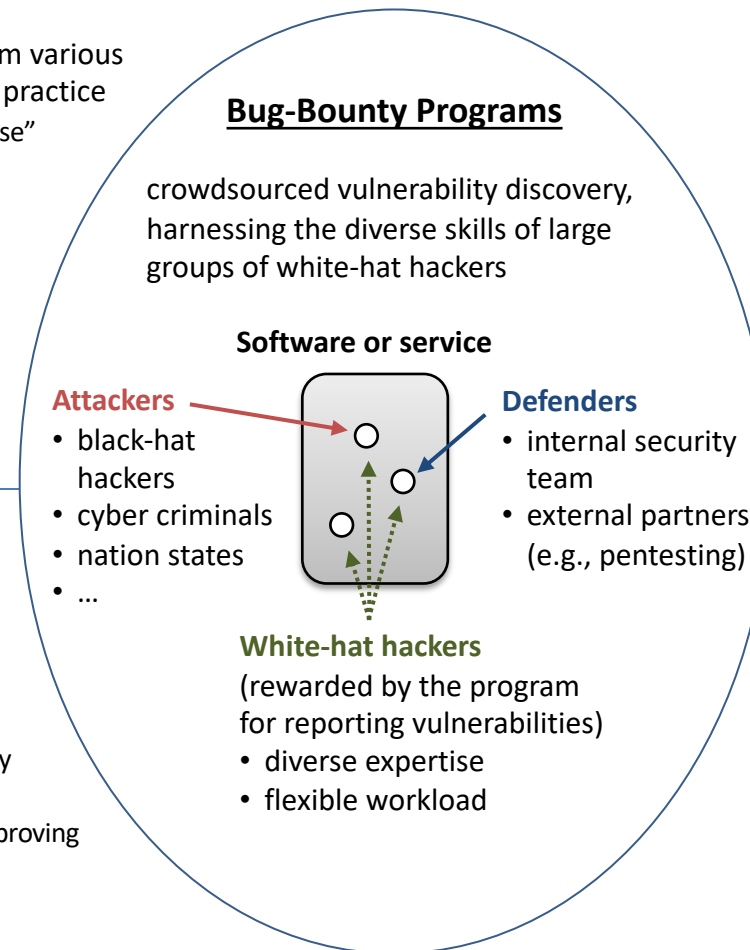 m various
practice
se”
Bug-Bounty Programs
crowdsourced vulnerability discovery,
harnessing the diverse skills of large
groups of white-hat hackers
Software or service
Attackers
• black-hat
hackers
• cyber criminals
• nation states
• ...
Defenders
• internal security
team
• external partners
(e.g., pentesting)
White-hat hackers
(rewarded by the program
for reporting vulnerabilities)
• diverse expertise
• flexible workload
y
proving